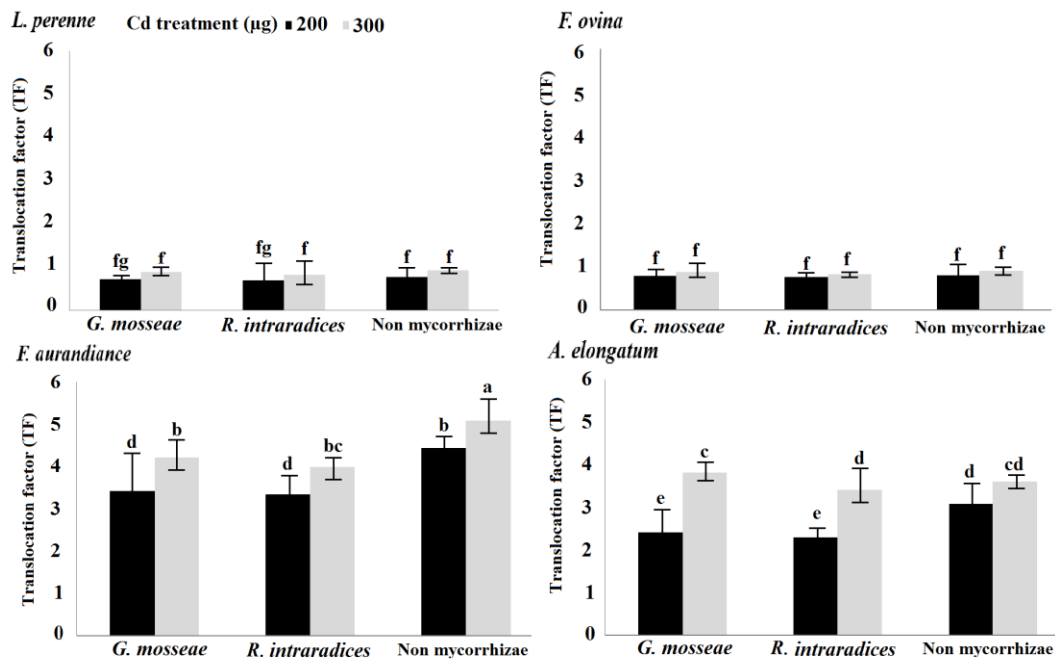 L. perenne Cd treatment (µg) 200 300
Translocation factor (TF)
6
5
4
3
2
1
0
fg f fg f f f
G. mosseae R. intraradices Non mycorrhizae
F. ovina
Translocation factor (TF)
6
5
4
3
2
1
0
f f f f f f
G. mosseae R. intraradices Non mycorrhizae
F. aurandiance
Translocation factor (TF)
6
5
4
3
2
1
0
d b d bc b a
G. mosseae R. intraradices Non mycorrhizae
A. elongatum
Translocation factor (TF)
6
5
4
3
2
1
0
e c e d d cd
G. mosseae R. intraradices Non mycorrhizae